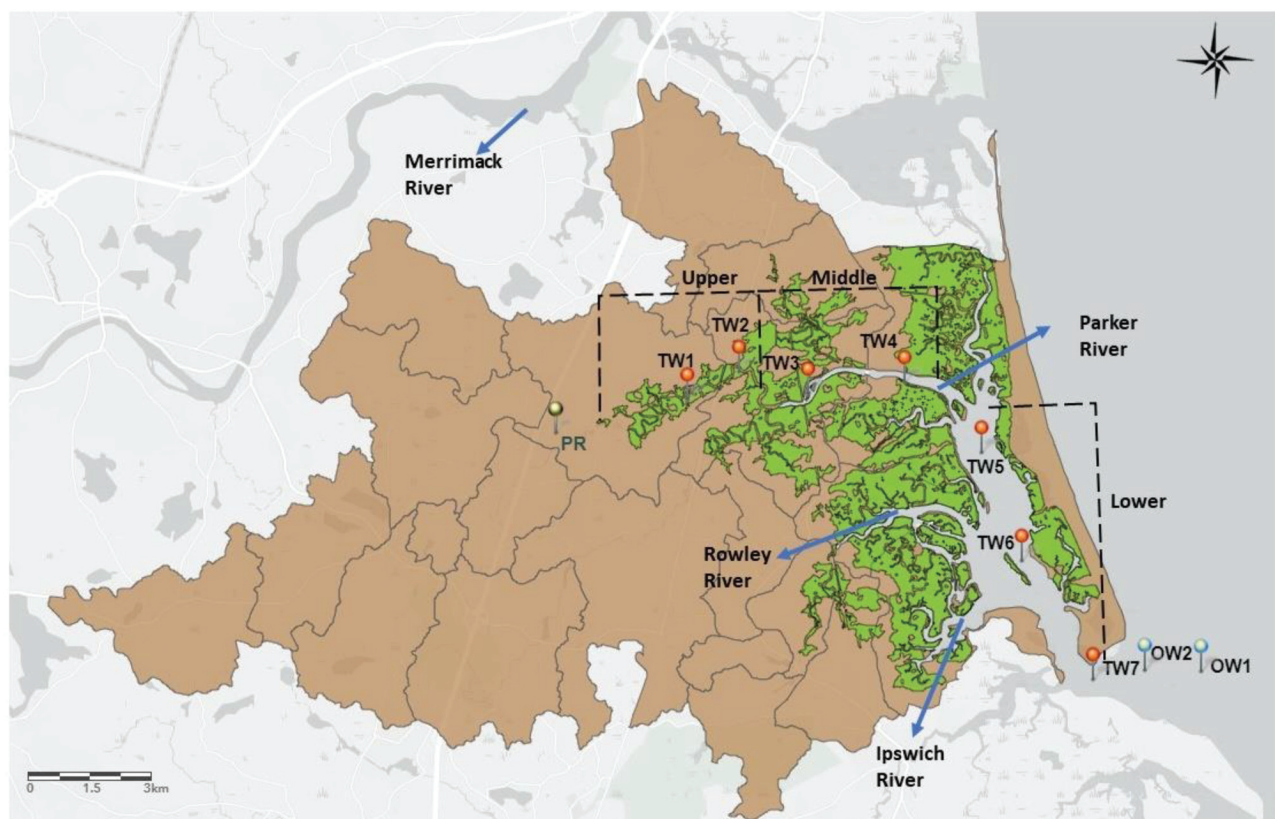 Merrimack
River
Upper
Middle
Parker
River
TW2
TW4
TW1
TW3
PR
TW5
Lower
TW6
Rowley
River
OW2
OW1
TW7
Ipswich
River
0 1.5 3km